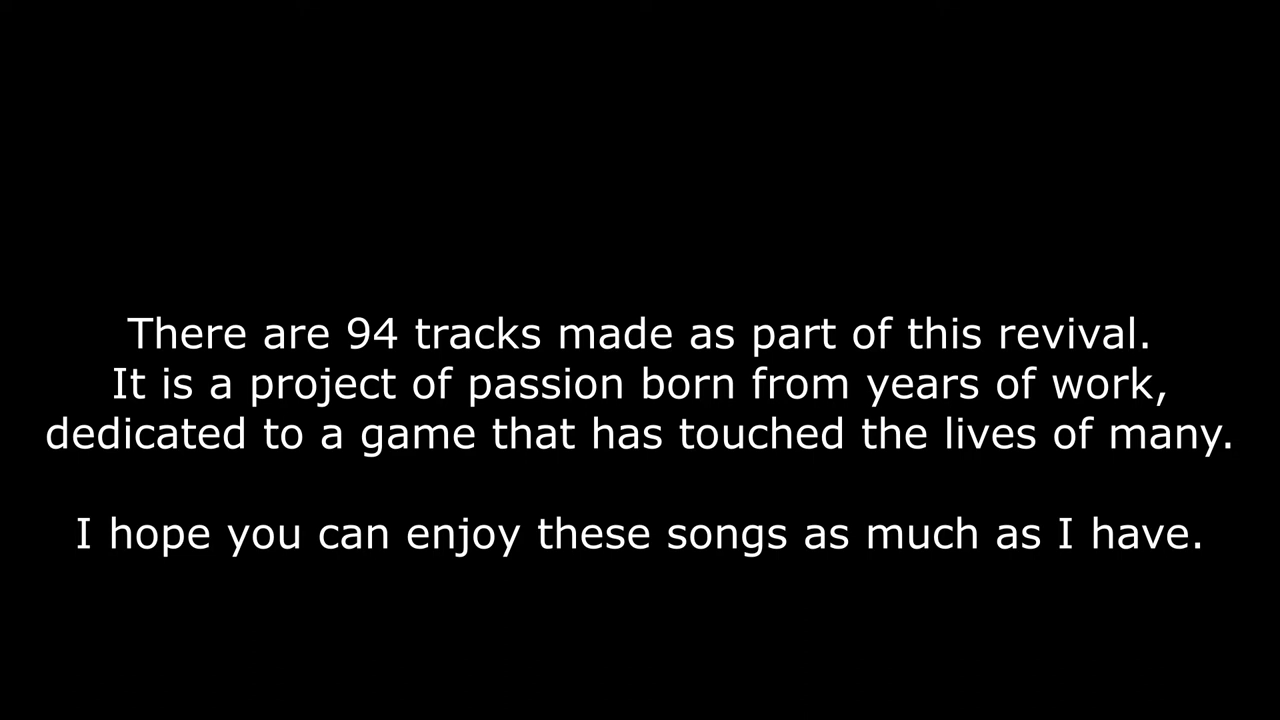 There are 94 tracks made as part of this revival.
It is a project of passion born from years of work,
dedicated to a game that has touched the lives of many.
I hope you can enjoy these songs as much as I have.